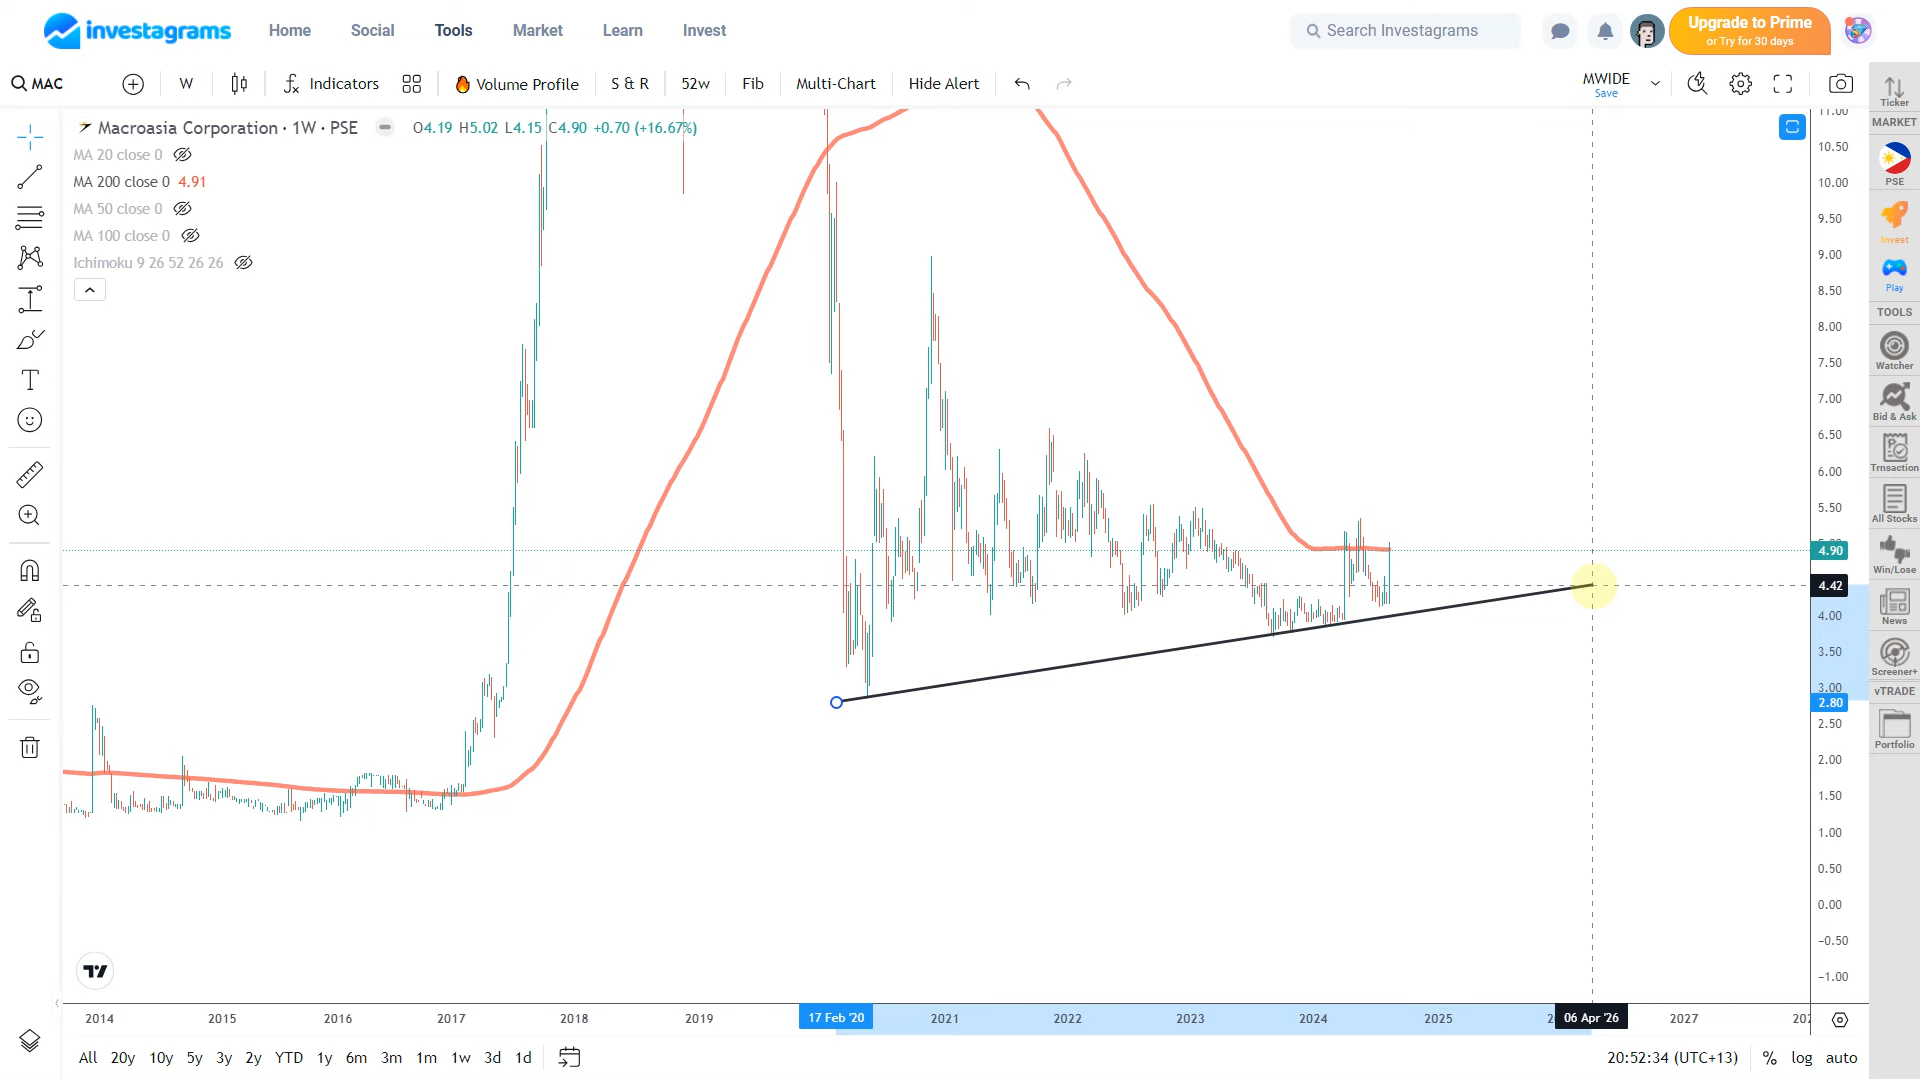 investagrams Home Social Tools Market Learn Invest Search Investagrams Upgrade to Prime
or Try for 30 days
MAC W Indicators Volume Profile S & R 52w Fib Multi-Chart Hide Alert MWIDE
Save
Ticker
MARKET
PSE
Invest
Play
TOOLS
Watcher
Bid & Ask
Trnsaction
All Stocks
Win/Lose
News
Screener+
vTRADE
Portfolio
Macroasia Corporation · 1W · PSE O4.19 H5.02 L4.15 C4.90 +0.70 (+16.67%)
MA 20 close 0
MA 200 close 0 4.91
MA 50 close 0
MA 100 close 0
Ichimoku 9 26 52 26 26
11.00
10.50
10.00
9.50
9.00
8.50
8.00
7.50
7.00
6.50
6.00
5.50
4.90
4.42
4.00
3.50
3.00
2.80
2.50
2.00
1.50
1.00
0.50
0.00
−0.50
−1.00
2014 2015 2016 2017 2018 2019 17 Feb '20 2021 2022 2023 2024 2025 06 Apr '26 2027
All 20y 10y 5y 3y 2y YTD 1y 6m 3m 1m 1w 3d 1d 20:52:34 (UTC+13) % log auto